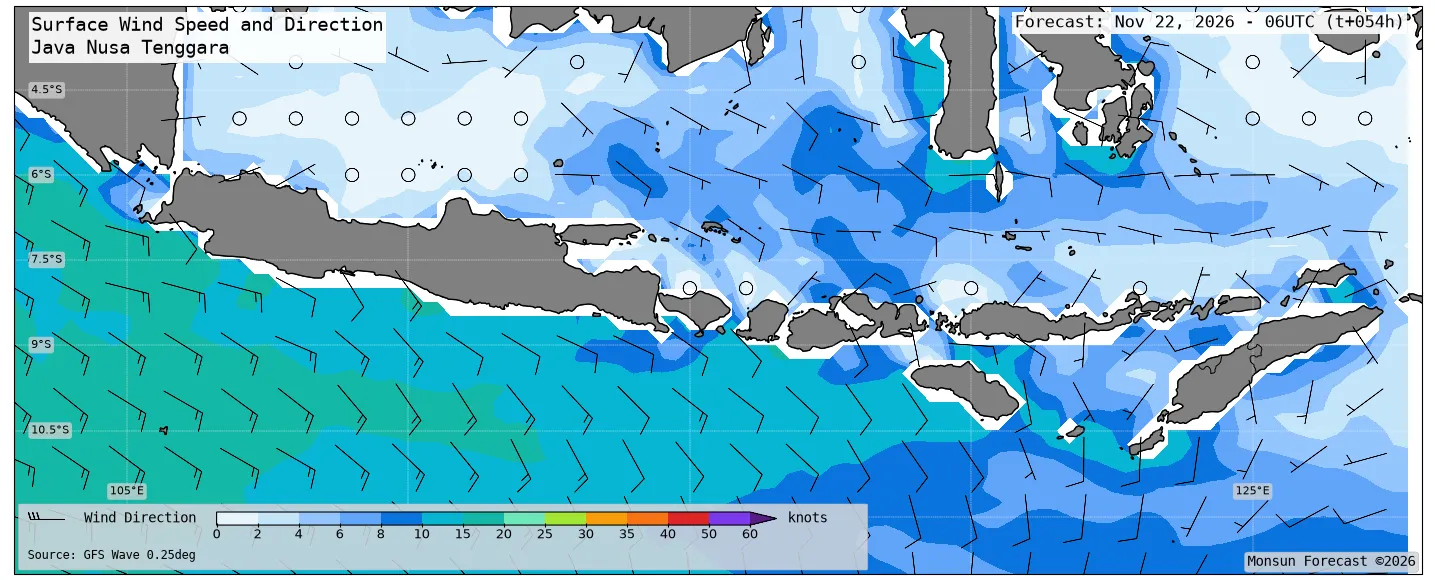 Surface Wind Speed and Direction
Java Nusa Tenggara
Forecast: Nov 22, 2026 - 06UTC (t+054h)
4.5°S
6°S
7.5°S
9°S
10.5°S
105°E
125°E
Wind Direction
0 2 4 6 8 10 15 20 25 30 35 40 50 60
knots
Source: GFS Wave 0.25deg
Monsun Forecast ©2026